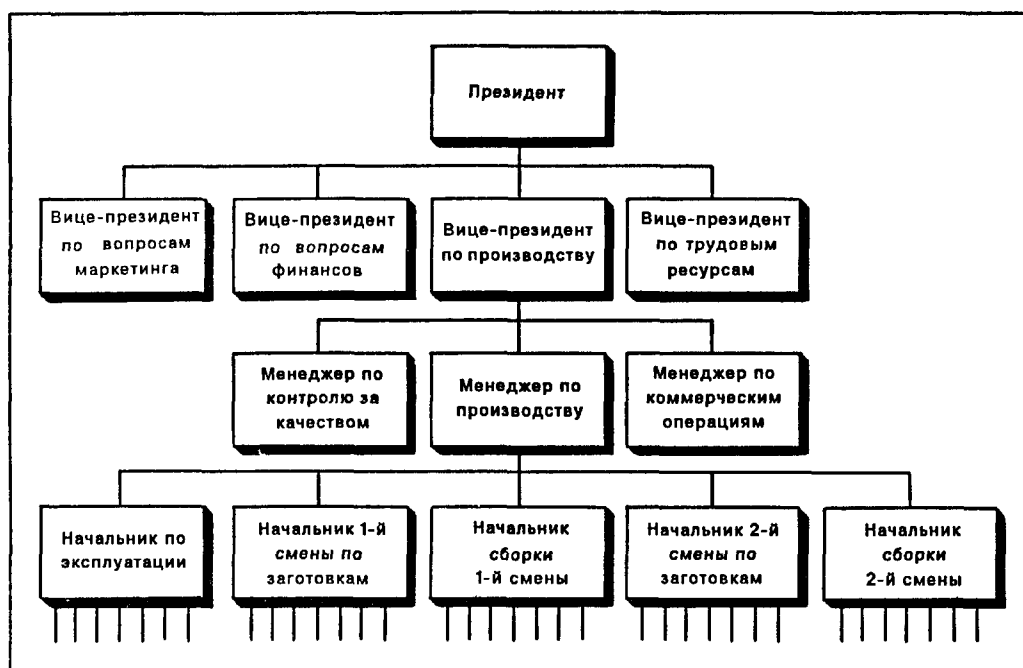 Президент
Вице-президент
по вопросам
маркетинга
Вице-президент
по вопросам
финансов
Вице-президент
по производству
Вице-президент
по трудовым
ресурсам
Менеджер по
контролю за
качеством
Менеджер по
производству
Менеджер по
коммерческим
операциям
Начальник по
эксплуатации
Начальник 1-й
смены по
заготовкам
Начальник
сборки
1-й смены
Начальник 2-й
смены по
заготовкам
Начальник
сборки
2-й смены